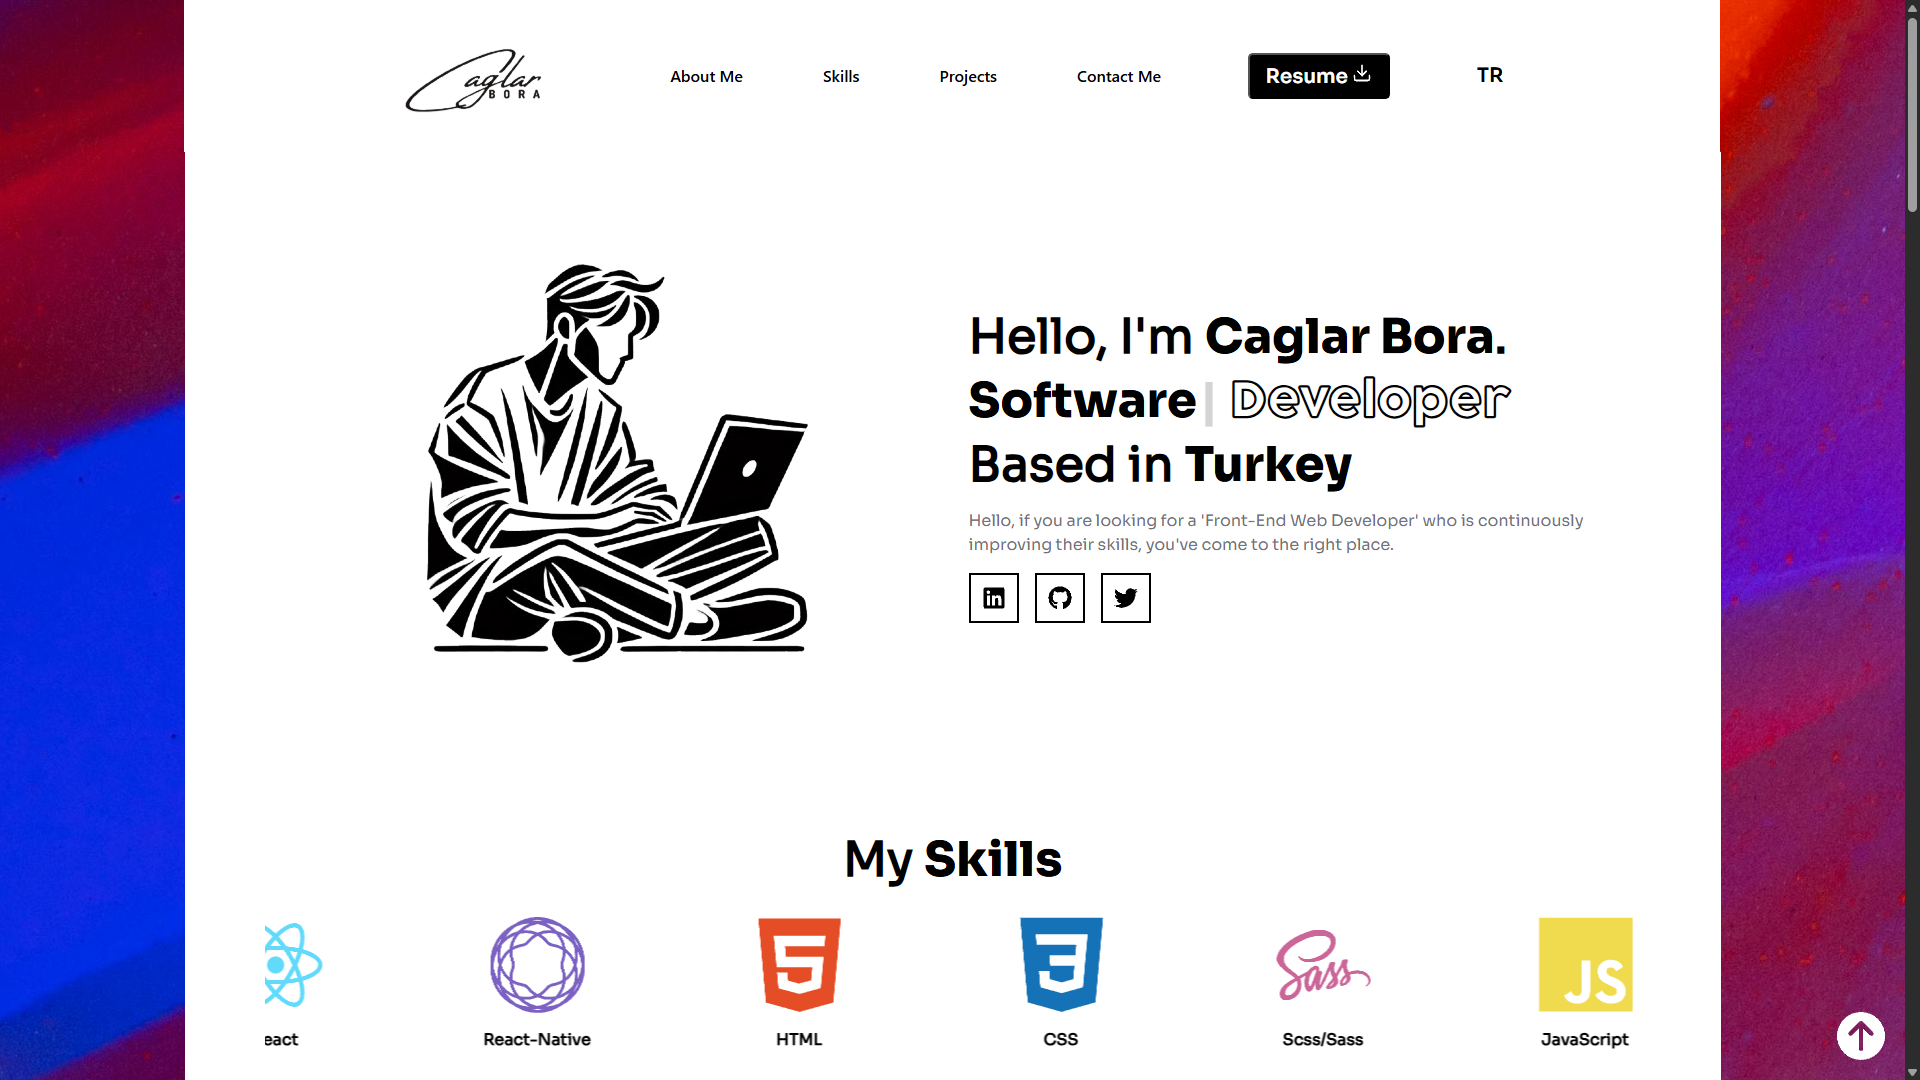 Caglar
BORA
About Me
Skills
Projects
Contact Me
Resume
TR
Hello, I'm Caglar Bora.
Software| Developer
Based in Turkey
Hello, if you are looking for a 'Front-End Web Developer' who is continuously
improving their skills, you've come to the right place.
in
My Skills
5
3
Sass
JS
eact
React-Native
HTML
CSS
Scss/Sass
JavaScript